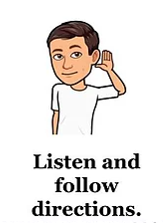 Listen and
follow
directions.